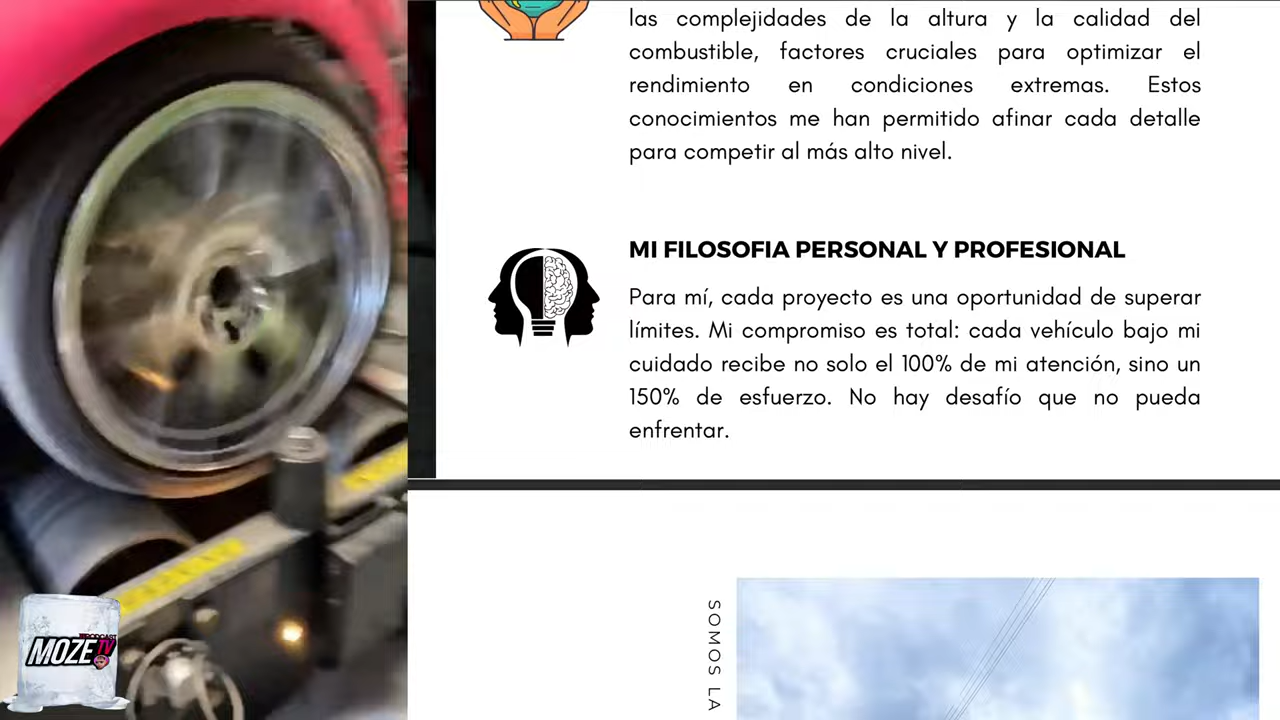 las complejidades de la altura y la calidad del
combustible, factores cruciales para optimizar el
rendimiento en condiciones extremas. Estos
conocimientos me han permitido afinar cada detalle
para competir al más alto nivel.
MI FILOSOFIA PERSONAL Y PROFESIONAL
Para mí, cada proyecto es una oportunidad de superar
límites. Mi compromiso es total: cada vehículo bajo mi
cuidado recibe no solo el 100% de mi atención, sino un
150% de esfuerzo. No hay desafío que no pueda
enfrentar.
SOMOS LA
PODCAST
MOZE TV